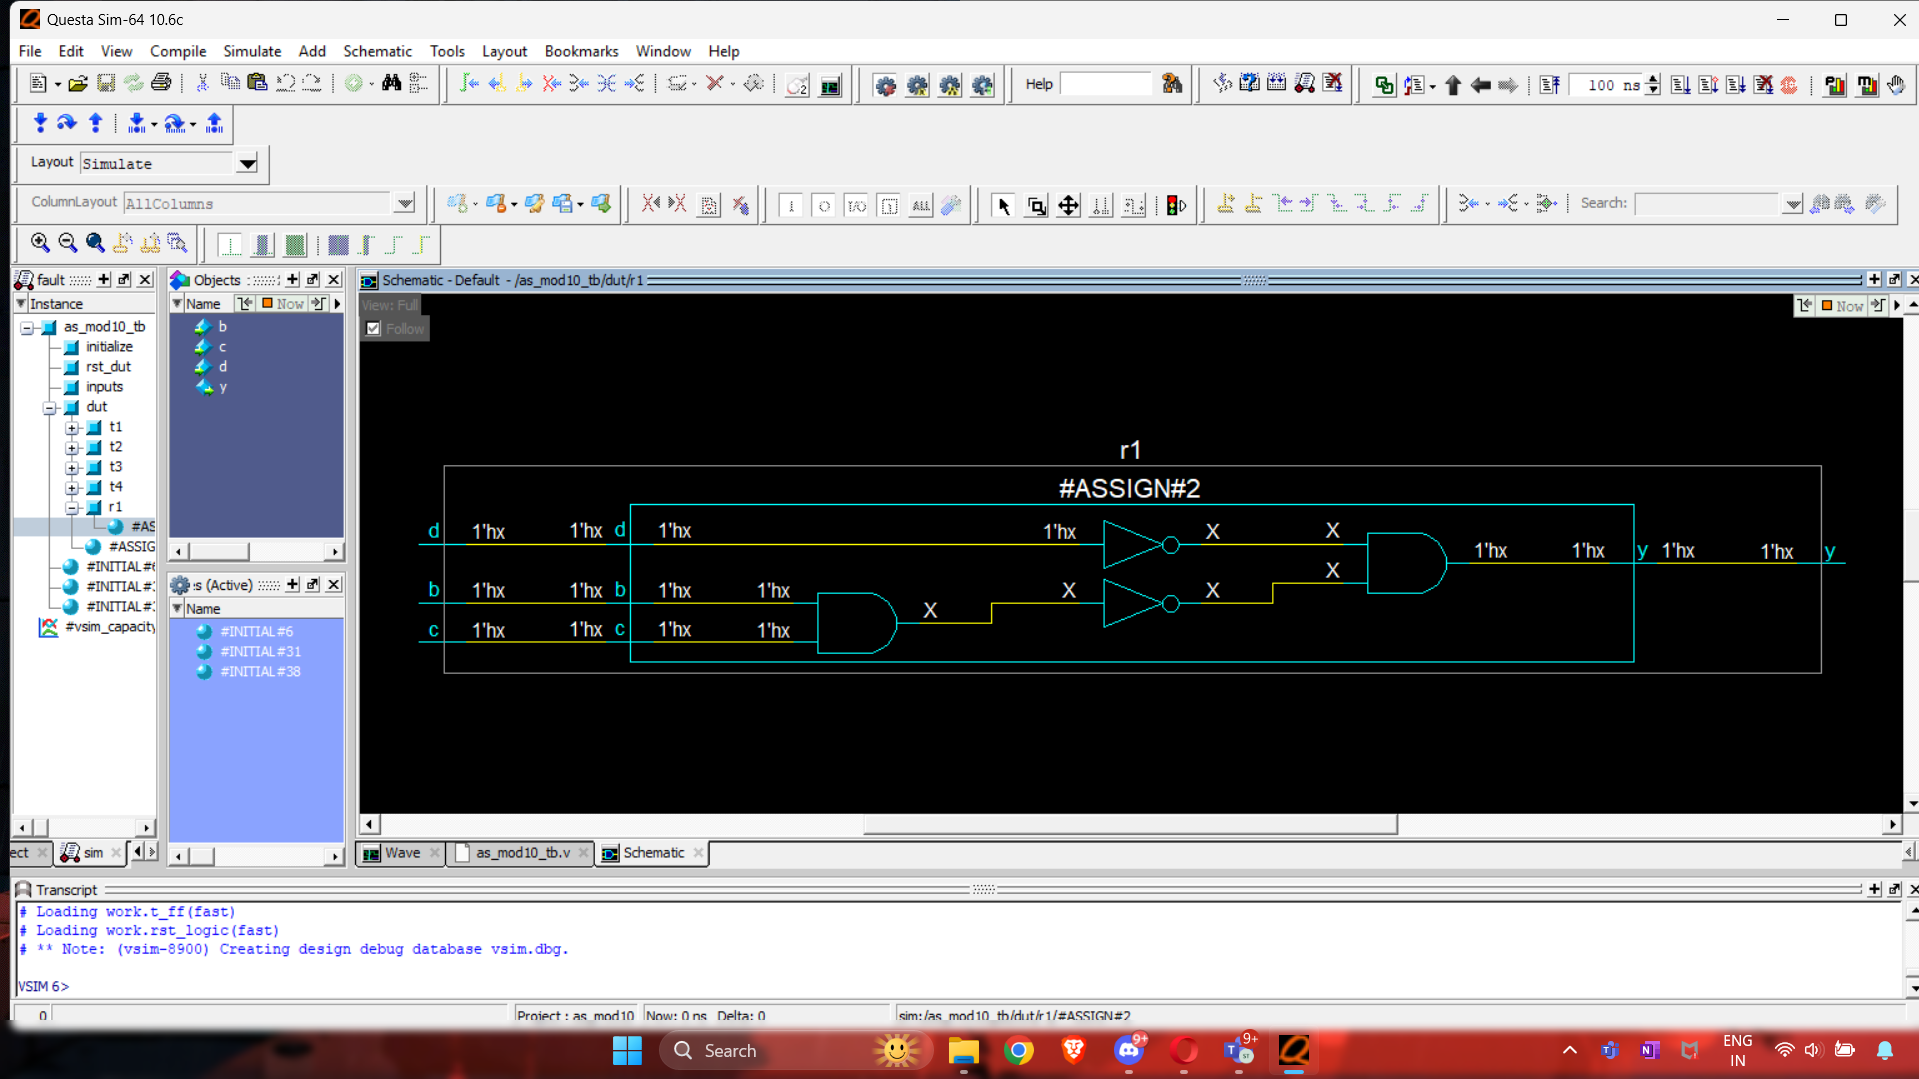 Questa Sim-64 10.6c
File Edit View Compile Simulate Add Schematic Tools Layout Bookmarks Window Help
Help
100 ns
Layout Simulate
ColumnLayout AllColumns
ALL
Search:
fault
Instance
as_mod10_tb
initialize
rst_dut
inputs
dut
t1
t2
t3
t4
r1
#AS
#ASSIG
#INITIAL#6
#INITIAL#3
#INITIAL#3
#vsim_capacity
Objects
Name Now
b
c
d
y
s (Active)
Name
#INITIAL#6
#INITIAL#31
#INITIAL#38
Schematic - Default - /as_mod10_tb/dut/r1
View: Full
Follow
Now
r1
#ASSIGN#2
d 1'hx 1'hx d 1'hx 1'hx X X
1'hx 1'hx y 1'hx 1'hx y
X
b 1'hx 1'hx b 1'hx 1'hx X X
X
c 1'hx 1'hx c 1'hx 1'hx
ect sim
Wave as_mod10_tb.v Schematic
Transcript
# Loading work.t_ff(fast)
# Loading work.rst_logic(fast)
# ** Note: (vsim-8900) Creating design debug database vsim.dbg.
VSIM 6>
0 Project : as_mod10 Now: 0 ns Delta: 0 sim:/as_mod10_tb/dut/r1/#ASSIGN#2
Search
9+
9+
ENG
IN